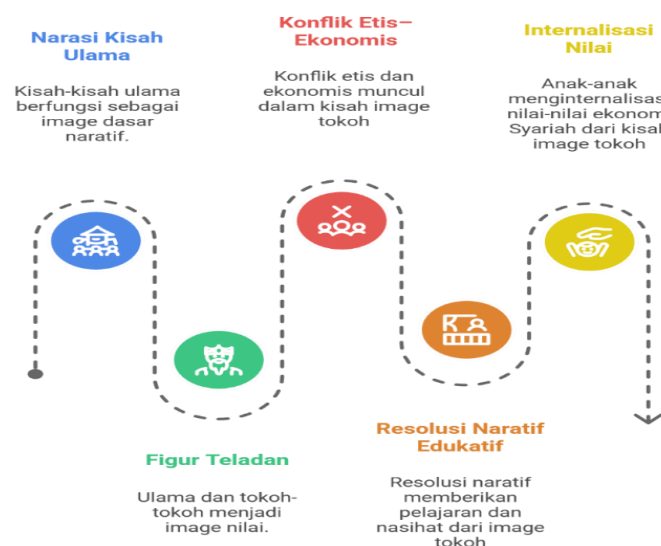 Narasi Kisah
Ulama
Kisah-kisah ulama
berfungsi sebagai
image dasar
naratif.
Konflik Etis–
Ekonomis
Konflik etis dan
ekonomis muncul
dalam kisah image
tokoh
Internalisasi
Nilai
Anak-anak
menginternalisas
nilai-nilai ekonom
Syariah dari kisah
image tokoh
Figur Teladan
Ulama dan tokoh-
tokoh menjadi
image nilai.
Resolusi Naratif
Edukatif
Resolusi naratif
memberikan
pelajaran dan
nasihat dari image
tokoh